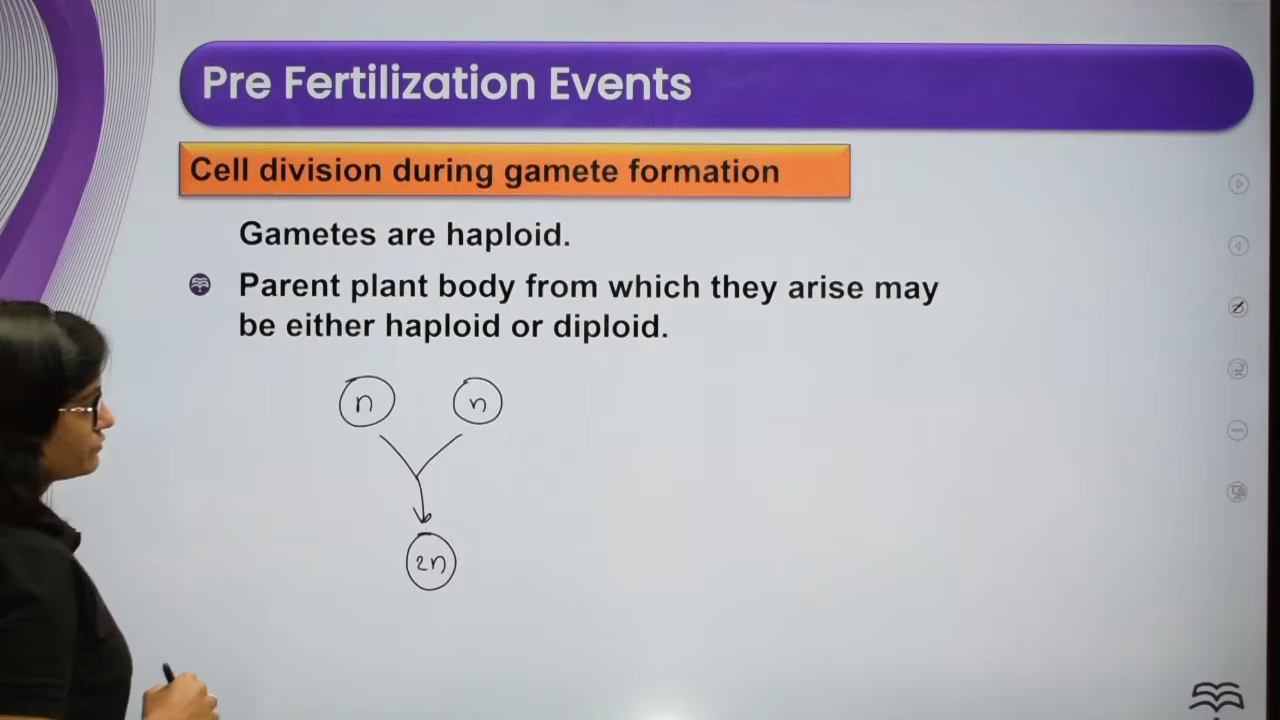 Pre Fertilization Events
Cell division during gamete formation
Gametes are haploid.
Parent plant body from which they arise may
be either haploid or diploid.
n n
2n